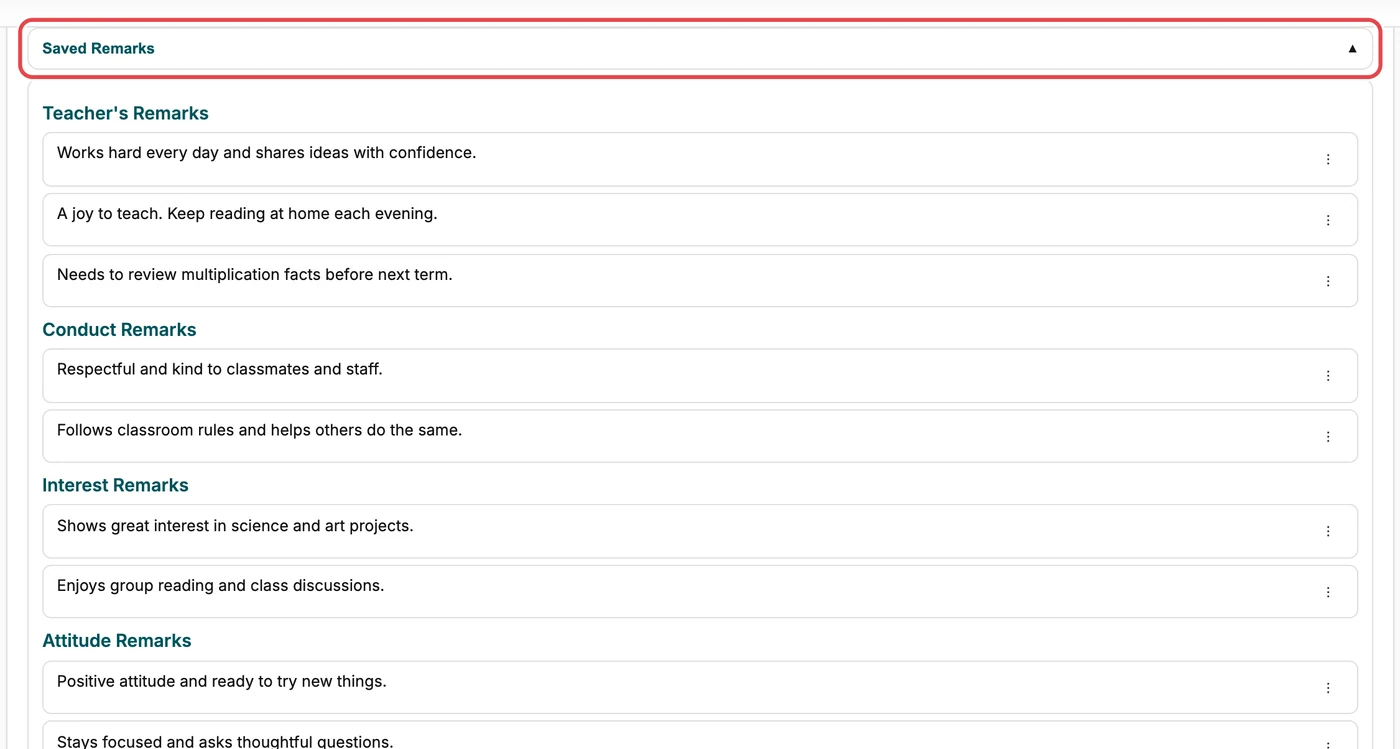 Saved Remarks
Teacher's Remarks
Works hard every day and shares ideas with confidence.
A joy to teach. Keep reading at home each evening.
Needs to review multiplication facts before next term.
Conduct Remarks
Respectful and kind to classmates and staff.
Follows classroom rules and helps others do the same.
Interest Remarks
Shows great interest in science and art projects.
Enjoys group reading and class discussions.
Attitude Remarks
Positive attitude and ready to try new things.
Stays focused and asks thoughtful questions.